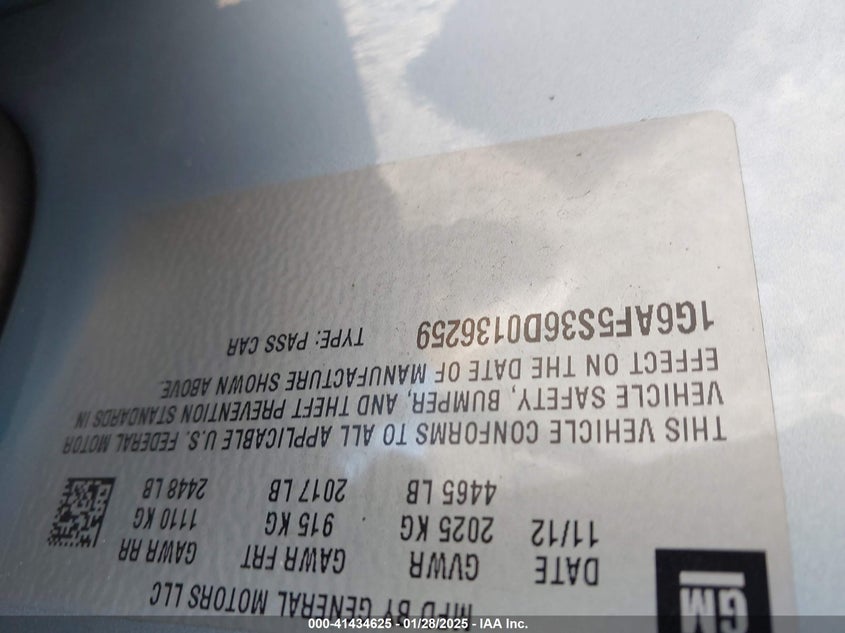 GM
MFD BY GENERAL MOTORS LLC
DATE GVWR GAWR FRT GAWR RR
11/12 2025 KG 915 KG 1110 KG
4465 LB 2017 LB 2448 LB
THIS VEHICLE CONFORMS TO ALL APPLICABLE U.S. FEDERAL MOTOR
VEHICLE SAFETY, BUMPER, AND THEFT PREVENTION STANDARDS IN
EFFECT ON THE DATE OF MANUFACTURE SHOWN ABOVE.
1G6AF5S36D0136259 TYPE: PASS CAR
000-41434625 - 01/28/2025 - IAA Inc.